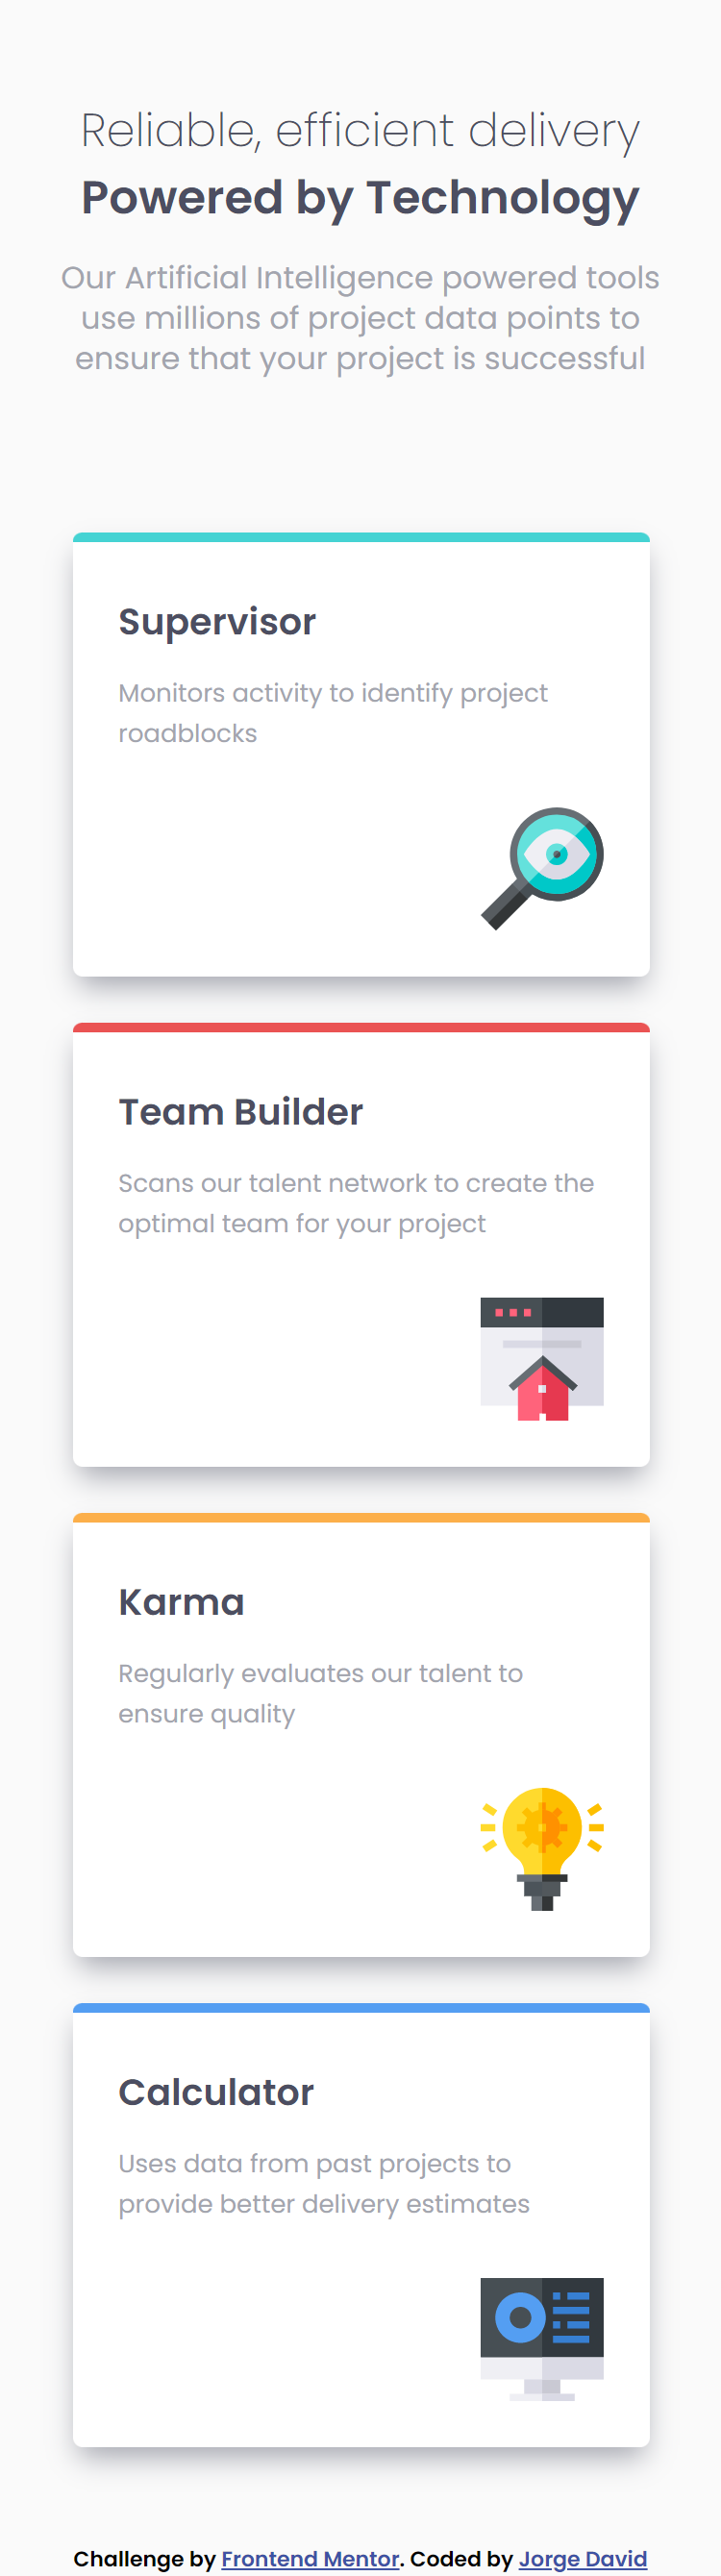 Reliable, efficient delivery
Powered by Technology
Our Artificial Intelligence powered tools
use millions of project data points to
ensure that your project is successful
Supervisor
Monitors activity to identify project
roadblocks
Team Builder
Scans our talent network to create the
optimal team for your project
Karma
Regularly evaluates our talent to
ensure quality
Calculator
Uses data from past projects to
provide better delivery estimates
Challenge by Frontend Mentor. Coded by Jorge David